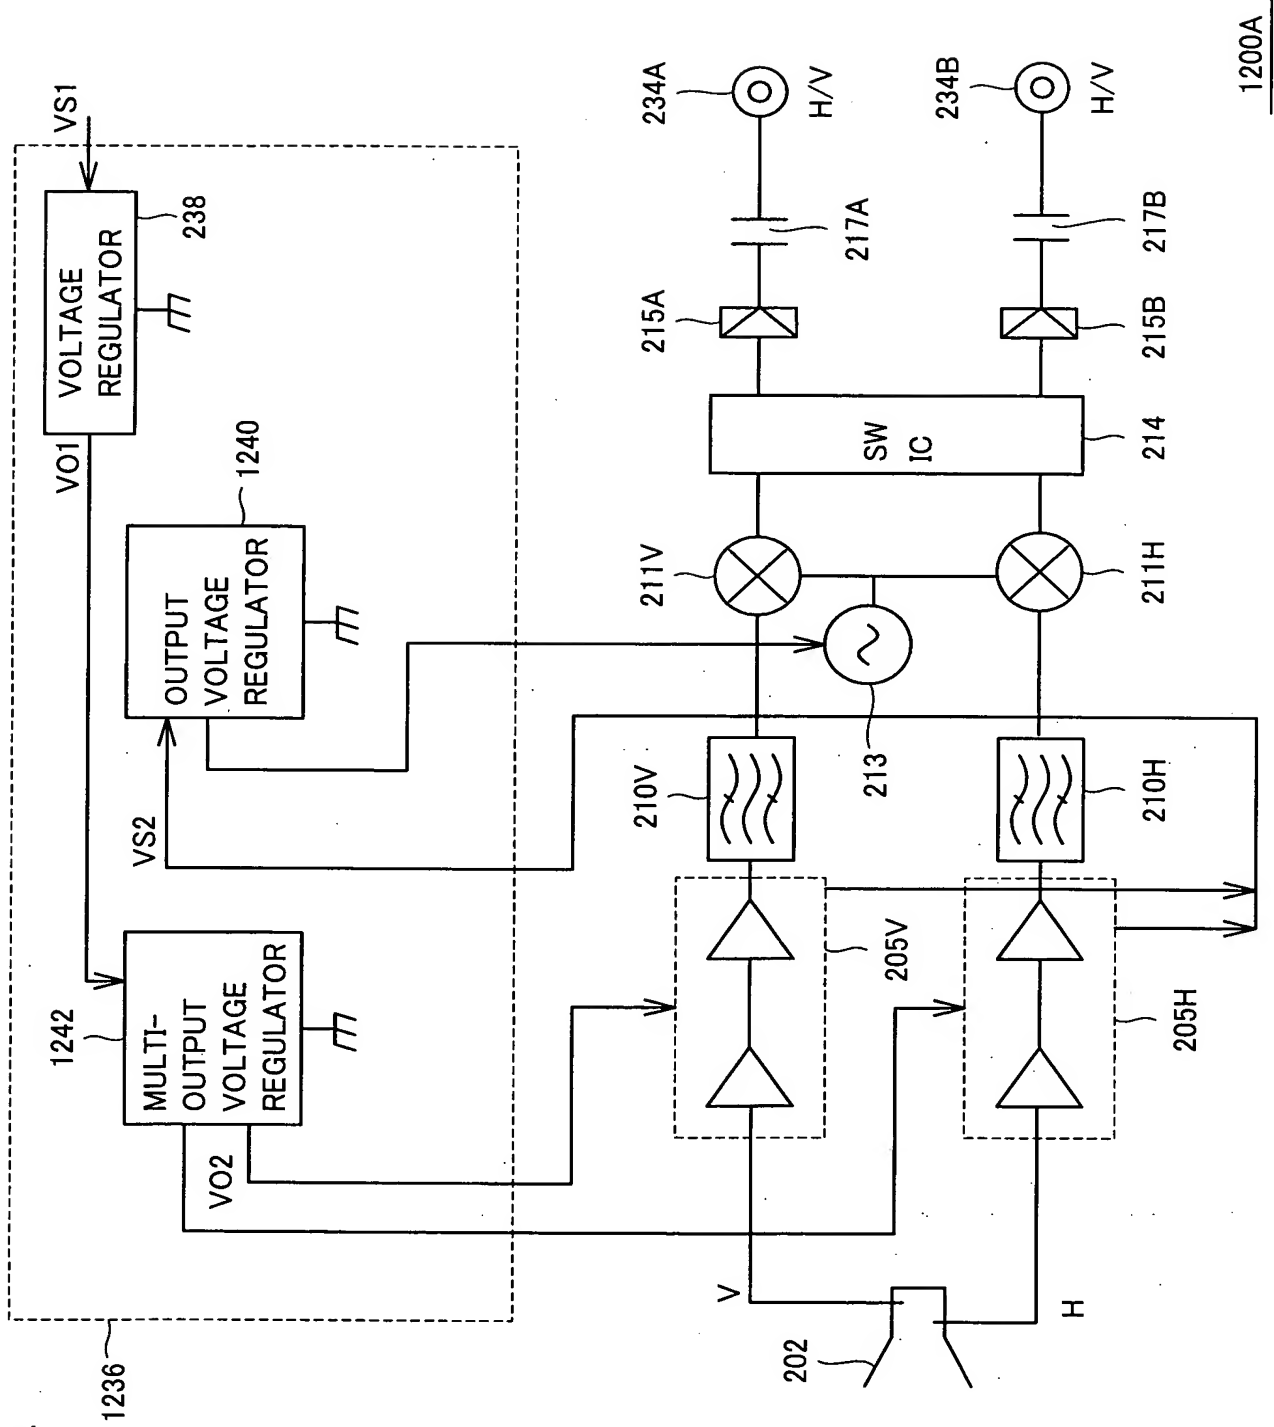 1236
1242
MULTI-
OUTPUT
VOLTAGE
REGULATOR
VO2
VS2
OUTPUT
VOLTAGE
REGULATOR
1240
VO1
VOLTAGE
REGULATOR
238
VS1
202
V
H
205V
205H
210V
210H
213
211V
211H
SW
IC
214
215A
215B
217A
217B
234A
H/V
234B
H/V
1200A